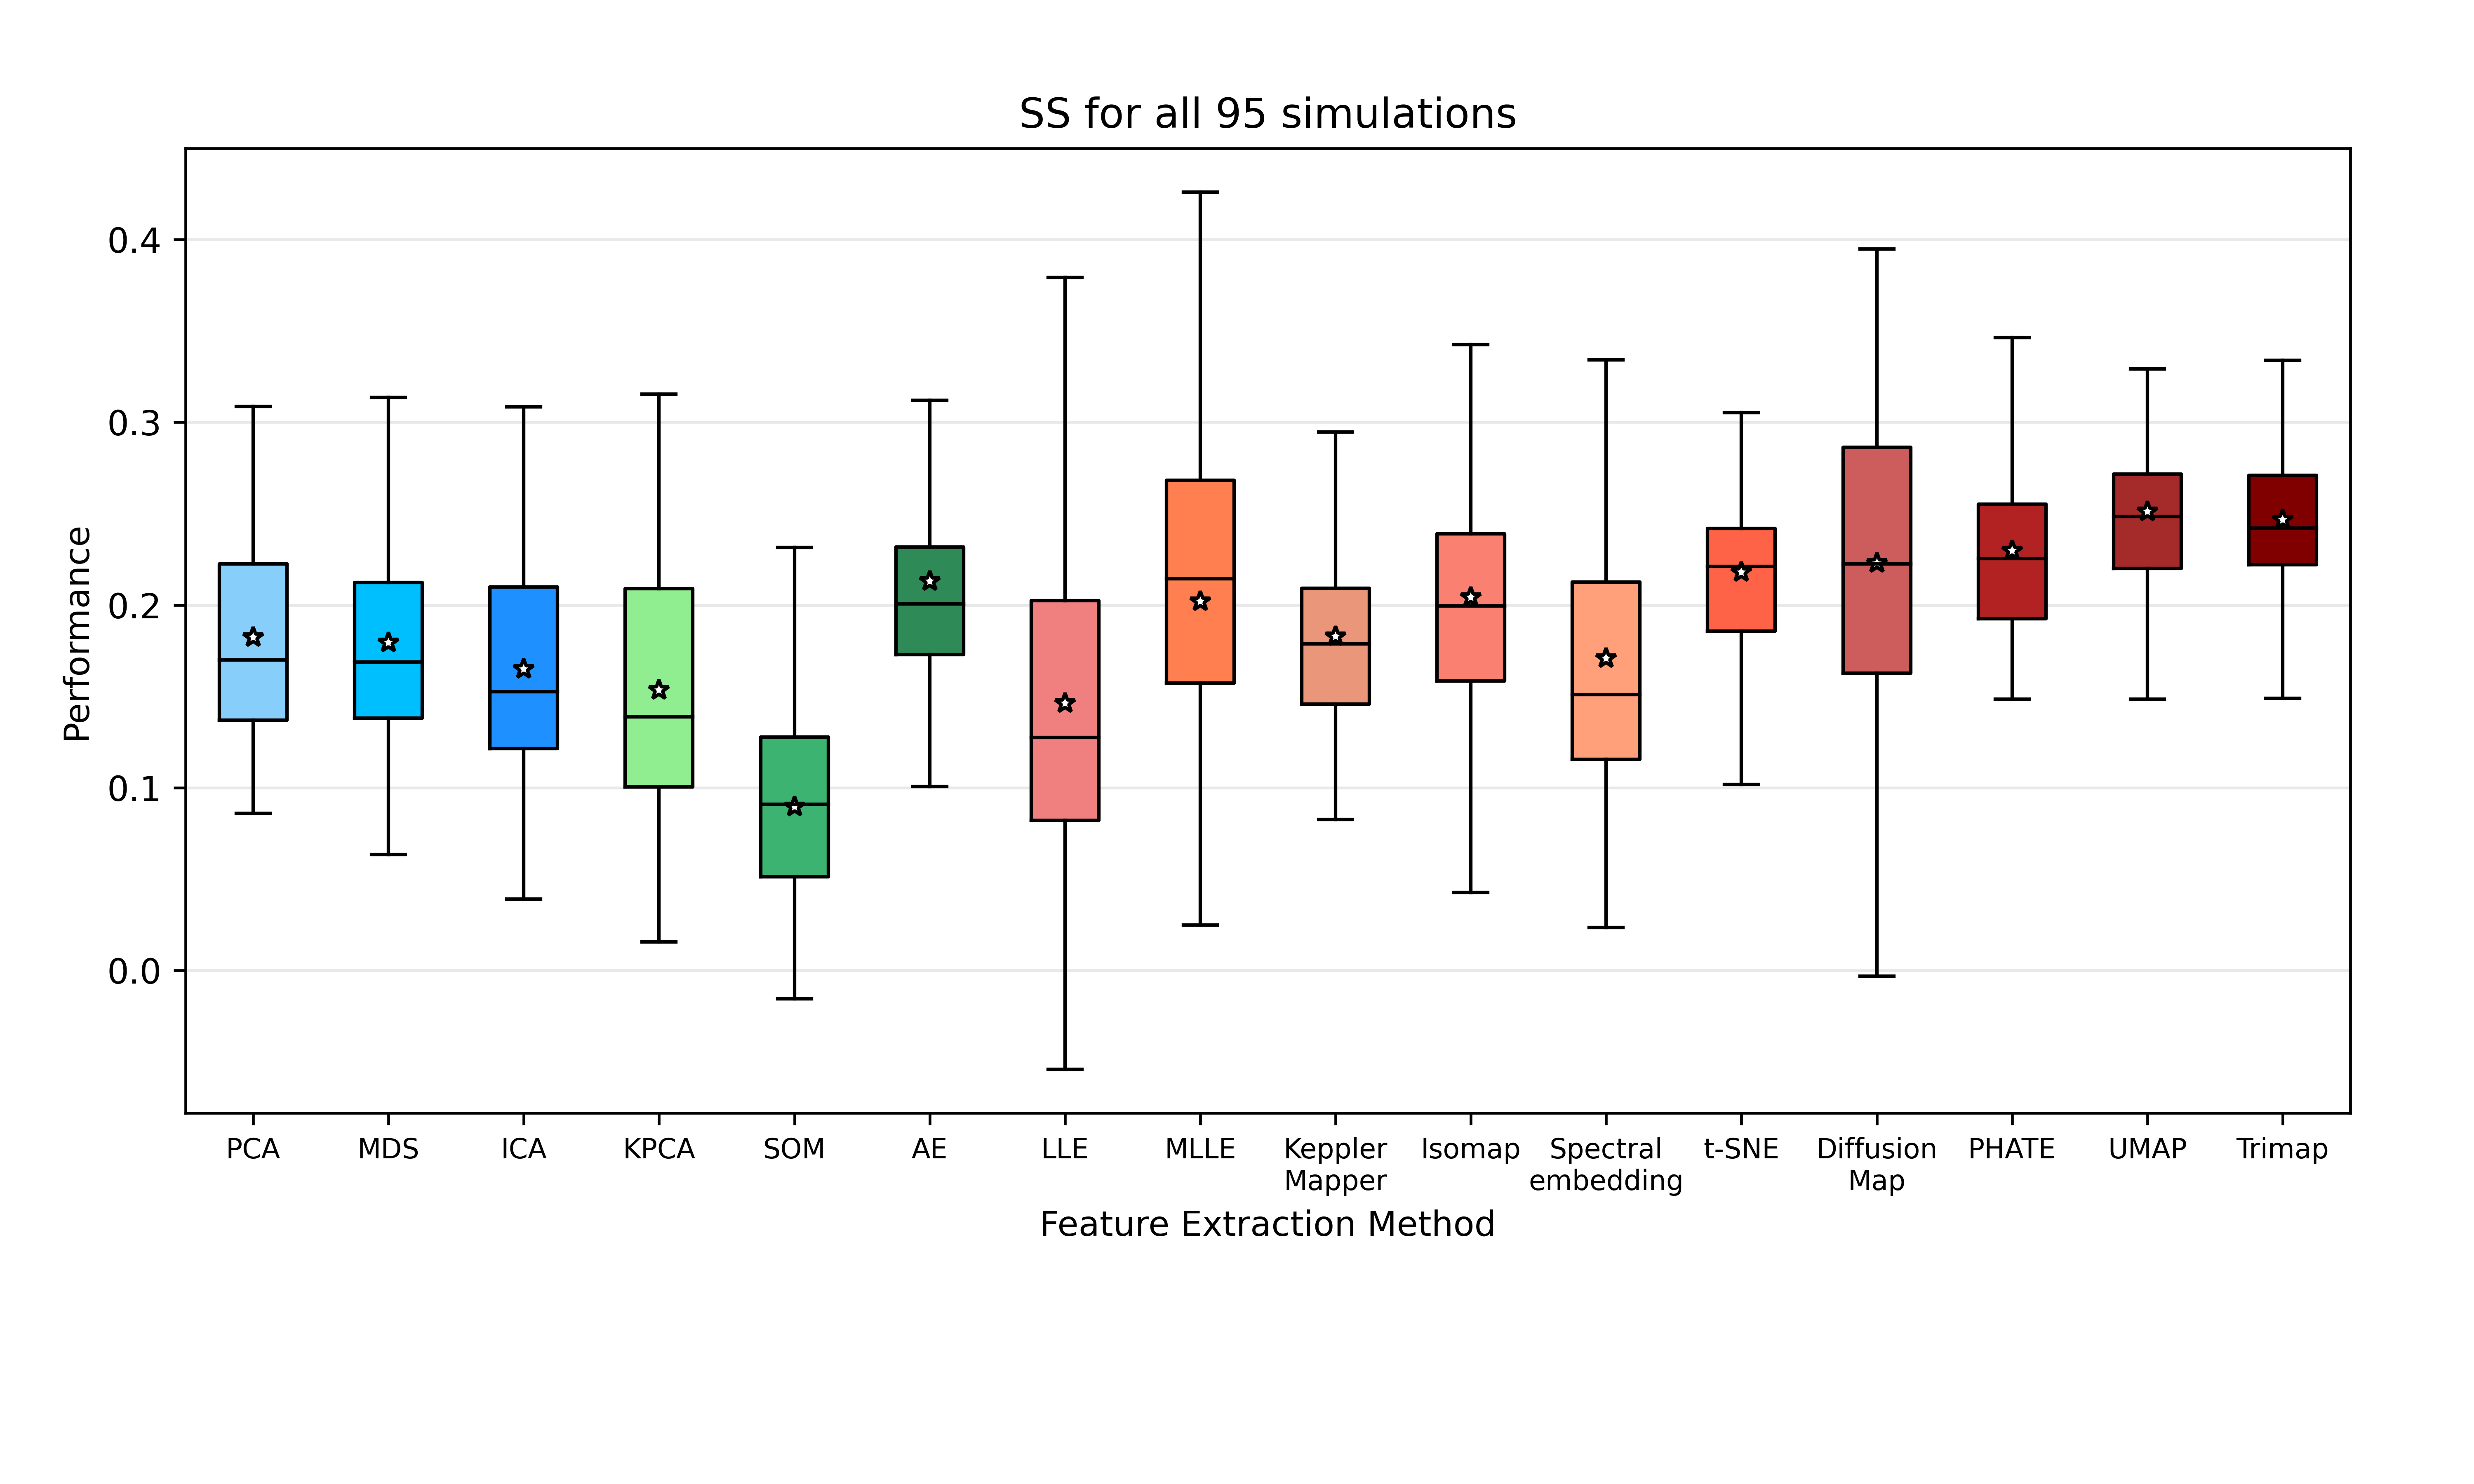 SS for all 95 simulations
Performance
0.4
0.3
0.2
0.1
0.0
PCA MDS ICA KPCA SOM AE LLE MLLE Keppler Isomap Spectral t-SNE Diffusion PHATE UMAP Trimap
Mapper embedding Map
Feature Extraction Method